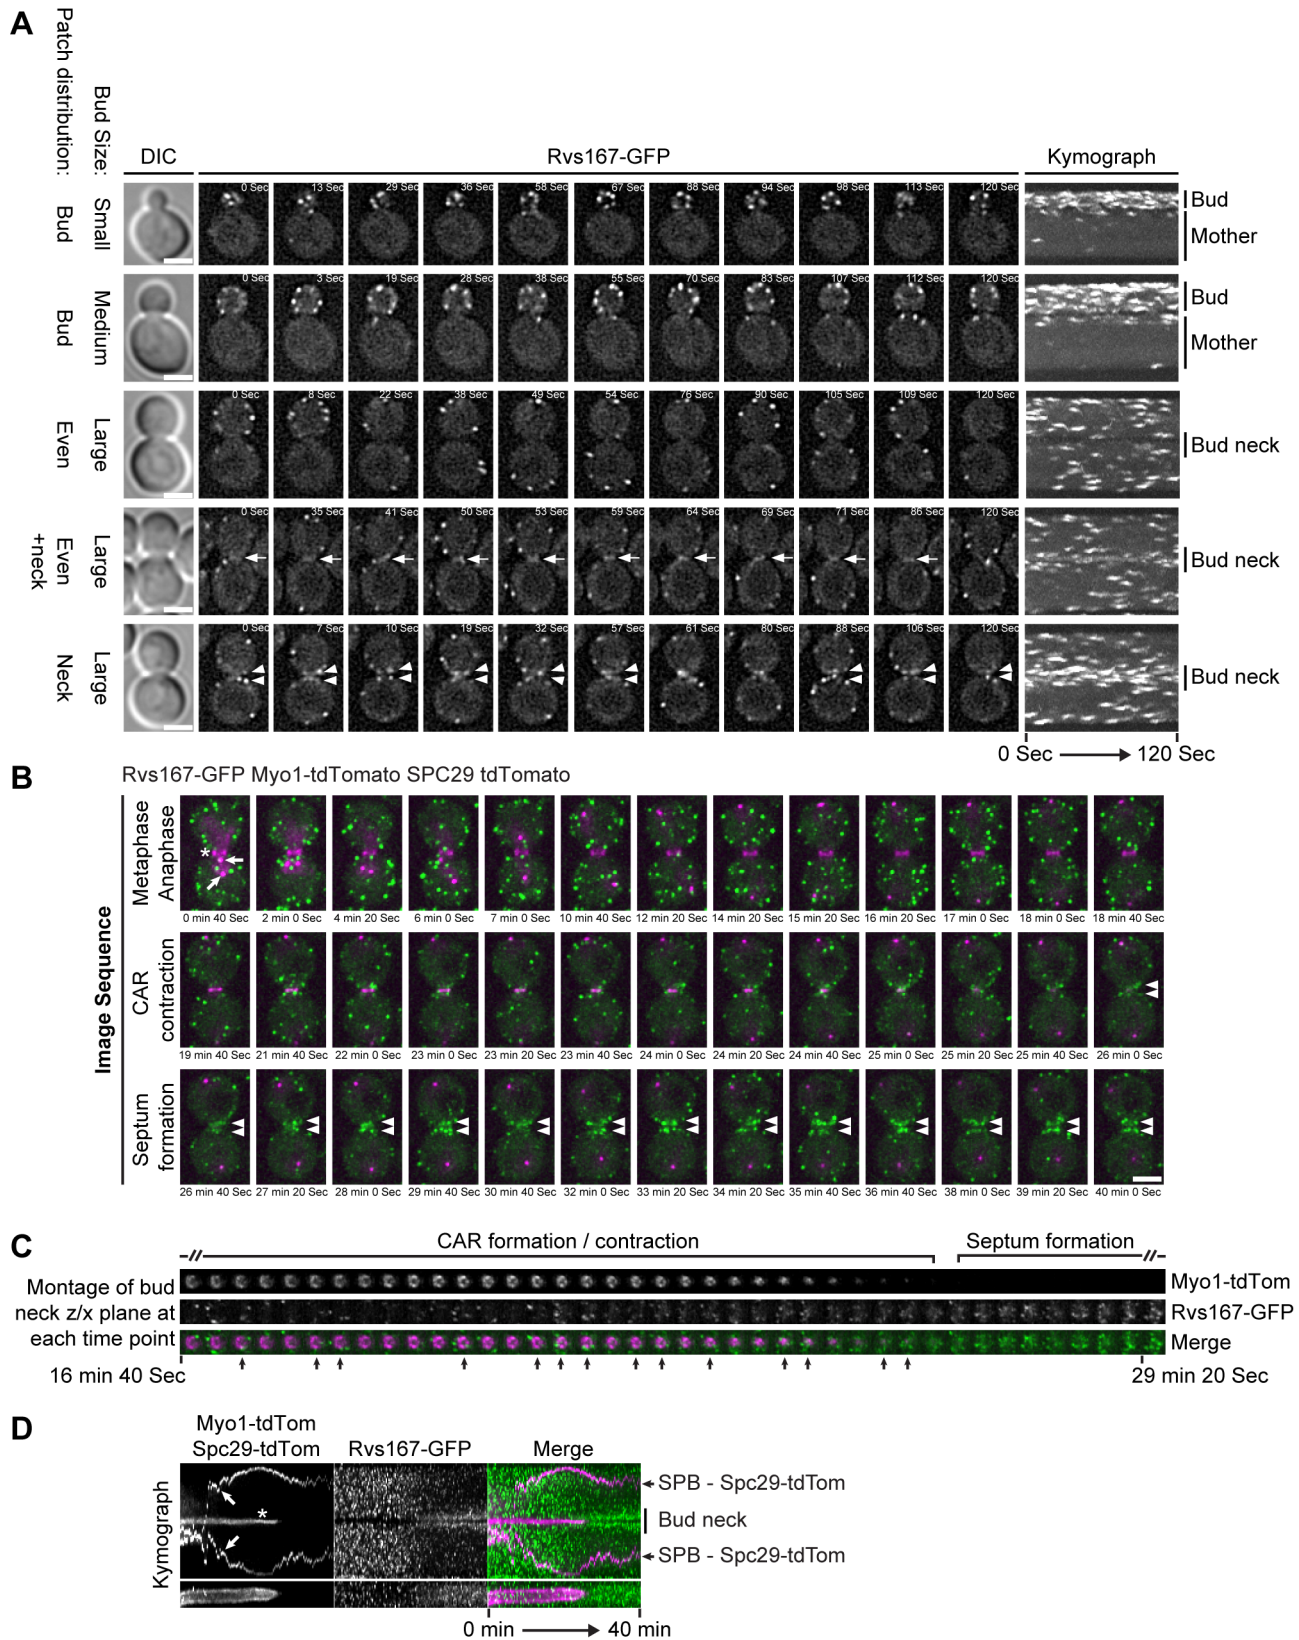 A
Patch distribution:
Bud Size:
DIC
Rvs167-GFP
Kymograph
Bud
Small
0 Sec 13 Sec 29 Sec 36 Sec 58 Sec 67 Sec 88 Sec 94 Sec 98 Sec 113 Sec 120 Sec
Bud
Mother
Bud
Medium
0 Sec 3 Sec 19 Sec 28 Sec 38 Sec 55 Sec 70 Sec 83 Sec 107 Sec 112 Sec 120 Sec
Bud
Mother
Even
Large
0 Sec 8 Sec 22 Sec 38 Sec 49 Sec 54 Sec 76 Sec 90 Sec 105 Sec 109 Sec 120 Sec
Bud neck
Even
+neck
Large
0 Sec 35 Sec 41 Sec 50 Sec 53 Sec 59 Sec 64 Sec 69 Sec 71 Sec 86 Sec 120 Sec
Bud neck
Neck
Large
0 Sec 7 Sec 10 Sec 19 Sec 32 Sec 57 Sec 61 Sec 80 Sec 88 Sec 106 Sec 120 Sec
Bud neck
0 Sec 120 Sec
B
Rvs167-GFP Myo1-tdTomato SPC29 tdTomato
Image Sequence
Metaphase
Anaphase
*
0 min 40 Sec 2 min 0 Sec 4 min 20 Sec 6 min 0 Sec 7 min 0 Sec 10 min 40 Sec 12 min 20 Sec 14 min 20 Sec 15 min 20 Sec 16 min 20 Sec 17 min 0 Sec 18 min 0 Sec 18 min 40 Sec
CAR
contraction
19 min 40 Sec 21 min 40 Sec 22 min 0 Sec 23 min 0 Sec 23 min 20 Sec 23 min 40 Sec 24 min 0 Sec 24 min 20 Sec 24 min 40 Sec 25 min 0 Sec 25 min 20 Sec 25 min 40 Sec 26 min 0 Sec
Septum
formation
26 min 40 Sec 27 min 20 Sec 28 min 0 Sec 29 min 40 Sec 30 min 40 Sec 32 min 0 Sec 33 min 20 Sec 34 min 20 Sec 35 min 40 Sec 36 min 40 Sec 38 min 0 Sec 39 min 20 Sec 40 min 0 Sec
C
CAR formation / contraction
Septum formation
Montage of bud
neck z/x plane at
each time point
Myo1-tdTom
Rvs167-GFP
Merge
16 min 40 Sec
29 min 20 Sec
D
Myo1-tdTom
Spc29-tdTom
Rvs167-GFP
Merge
Kymograph
*
SPB - Spc29-tdTom
Bud neck
SPB - Spc29-tdTom
0 min 40 min